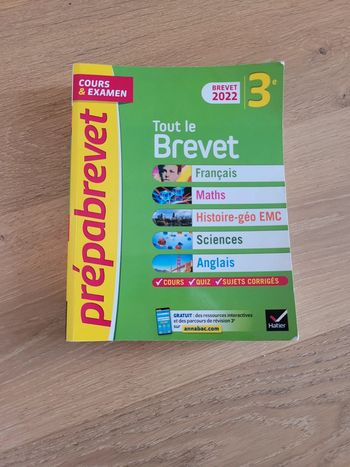 COURS
& EXAMEN
BREVET
2022
3e
prépabrevet
Tout le
Brevet
Français
Maths
Histoire-géo EMC
Sciences
Anglais
✓ COURS ✓ QUIZ ✓ SUJETS CORRIGÉS
GRATUIT : des ressources interactives
et des parcours de révision 3e
sur annabac.com
Hatier